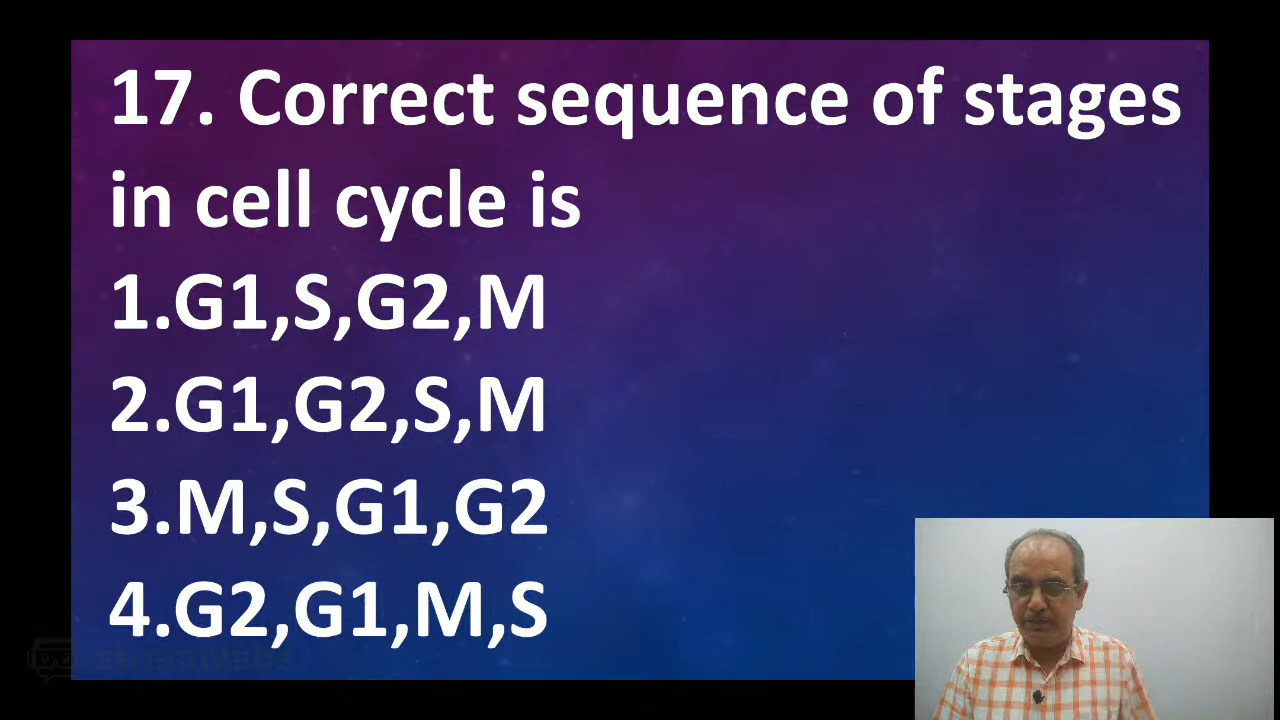 17. Correct sequence of stages
in cell cycle is
1.G1,S,G2,M
2.G1,G2,S,M
3.M,S,G1,G2
4.G2,G1,M,S
streamlabs